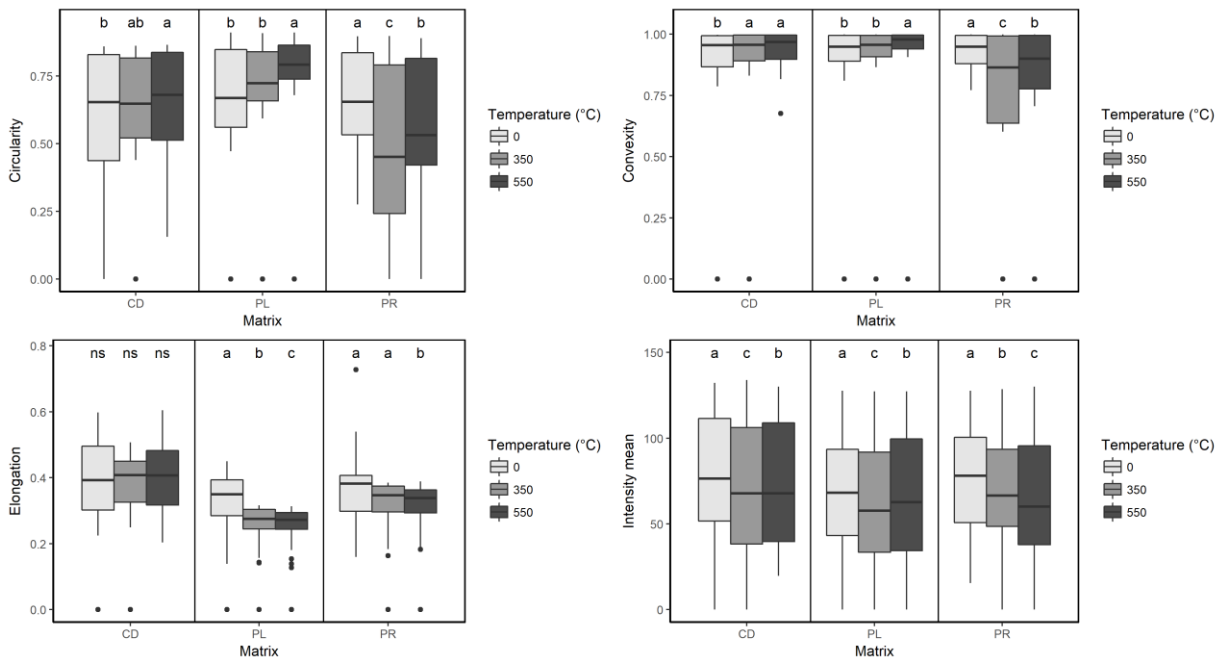 b ab a b b a a c b
0.75
0.50
0.25
0.00
Circularity
CD PL PR
Matrix
Temperature (°C)
0
350
550
b a a b b a a c b
1.00
0.75
0.50
0.25
0.00
Convexity
CD PL PR
Matrix
Temperature (°C)
0
350
550
ns ns ns a b c a a b
0.8
0.6
0.4
0.2
0.0
Elongation
CD PL PR
Matrix
Temperature (°C)
0
350
550
a c b a c b a b c
150
100
50
0
Intensity mean
CD PL PR
Matrix
Temperature (°C)
0
350
550